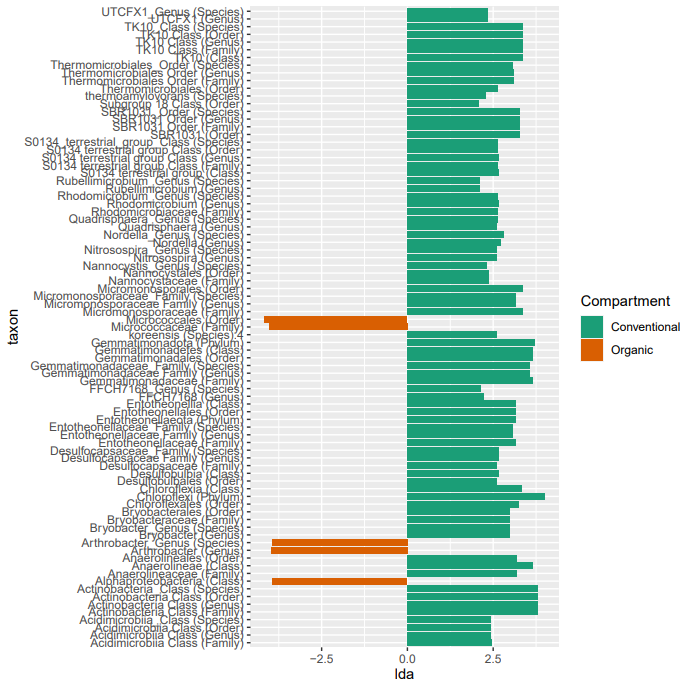 UTCFX1_Genus (Species)
UTCFX1 (Genus)
TK10_Class (Species)
TK10 Class (Order)
TK10 Class (Genus)
TK10 Class (Family)
TK10 (Class)
Thermomicrobiales_Order (Species)
Thermomicrobiales Order (Genus)
Thermomicrobiales Order (Family)
Thermomicrobiales (Order)
thermoamylovorans (Species)
Subgroup 18 Class (Order)
SBR1031_Order (Species)
SBR1031 Order (Genus)
SBR1031 Order (Family)
SBR1031 (Order)
S0134_terrestrial_group_Class (Species)
S0134 terrestrial group Class (Order)
S0134 terrestrial group Class (Genus)
S0134 terrestrial group Class (Family)
S0134 terrestrial group (Class)
Rubellimicrobium_Genus (Species)
Rubellimicrobium (Genus)
Rhodomicrobium_Genus (Species)
Rhodomicrobium (Genus)
Rhodomicrobiaceae (Family)
Quadrisphaera_Genus (Species)
Quadrisphaera (Genus)
Nordella_Genus (Species)
Nordella (Genus)
Nitrosospira_Genus (Species)
Nitrosospira (Genus)
Nannocystis_Genus (Species)
Nannocystales (Order)
Nannocystaceae (Family)
Micromonosporales (Order)
Micromonosporaceae_Family (Species)
Micromonosporaceae Family (Genus)
Micromonosporaceae (Family)
Micrococcales (Order)
Micrococcaceae (Family)
koreensis (Species).4
Gemmatimonadota (Phylum)
Gemmatimonadetes (Class)
Gemmatimonadales (Order)
Gemmatimonadaceae_Family (Species)
Gemmatimonadaceae Family (Genus)
Gemmatimonadaceae (Family)
FFCH7168_Genus (Species)
FFCH7168 (Genus)
Entotheonellia (Class)
Entotheonellales (Order)
Entotheonellaeota (Phylum)
Entotheonellaceae_Family (Species)
Entotheonellaceae Family (Genus)
Entotheonellaceae (Family)
Desulfocapsaceae_Family (Species)
Desulfocapsaceae Family (Genus)
Desulfocapsaceae (Family)
Desulfobulbia (Class)
Desulfobulbales (Order)
Chloroflexia (Class)
Chloroflexi (Phylum)
Chloroflexales (Order)
Bryobacterales (Order)
Bryobacteraceae (Family)
Bryobacter_Genus (Species)
Bryobacter (Genus)
Arthrobacter_Genus (Species)
Arthrobacter (Genus)
Anaerolineales (Order)
Anaerolineae (Class)
Anaerolineaceae (Family)
Alphaproteobacteria (Class)
Actinobacteria_Class (Species)
Actinobacteria Class (Order)
Actinobacteria Class (Genus)
Actinobacteria Class (Family)
Acidimicrobiia_Class (Species)
Acidimicrobiia Class (Order)
Acidimicrobiia Class (Genus)
Acidimicrobiia Class (Family)
taxon
−2.5 0.0 2.5
lda
Compartment
Conventional
Organic